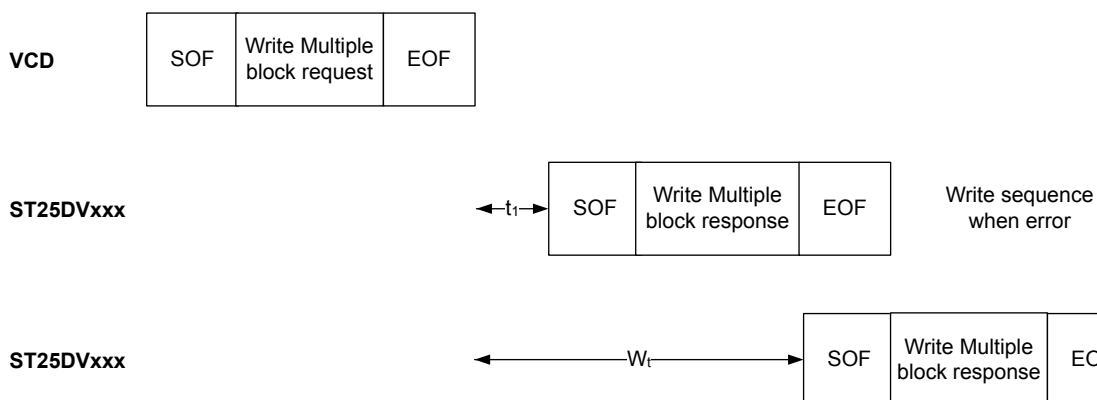 VCD
SOF
Write Multiple
block request
EOF
ST25DVxxx
t1
SOF
Write Multiple
block response
EOF
Write sequence
when error
ST25DVxxx
Wt
SOF
Write Multiple
block response